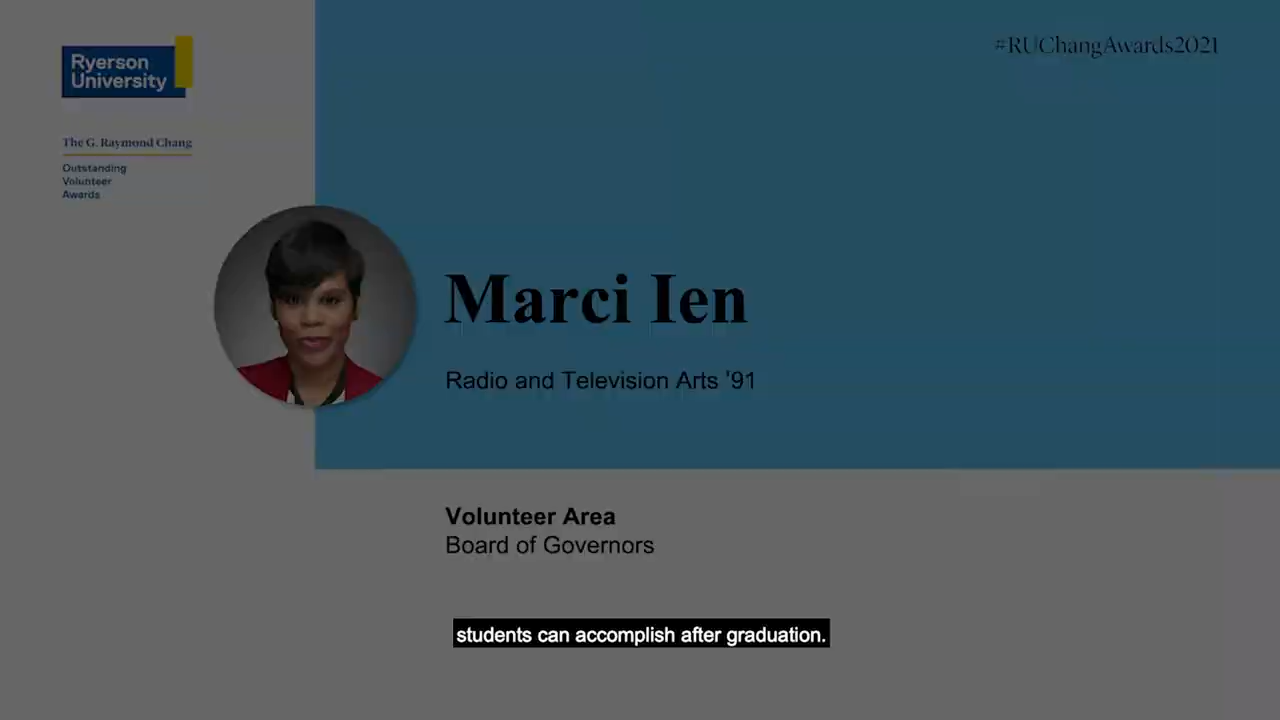 Ryerson
University
#RUChangAwards2021
The G. Raymond Chang
Outstanding
Volunteer
Awards
Marci Ien
Radio and Television Arts '91
Volunteer Area
Board of Governors
students can accomplish after graduation.